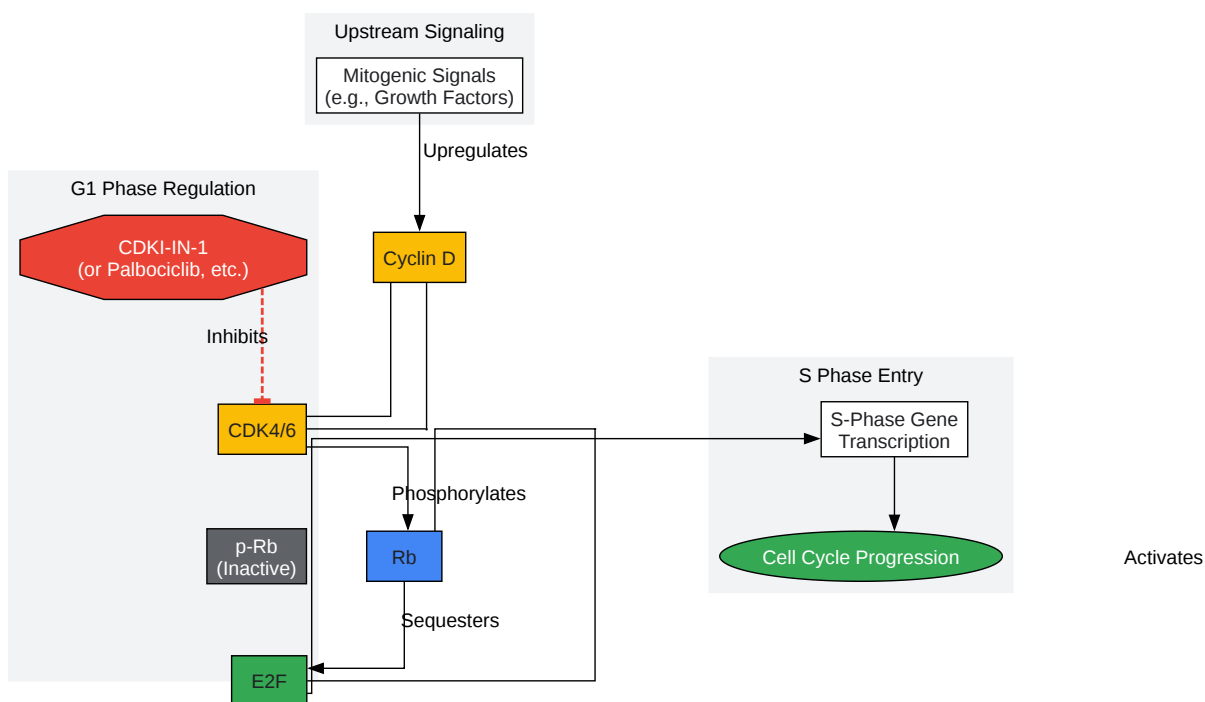 Upstream Signaling
Mitogenic Signals
(e.g., Growth Factors)
Upregulates
G1 Phase Regulation
CDKI-IN-1
(or Palbociclib, etc.)
Cyclin D
Inhibits
S Phase Entry
CDK4/6
S-Phase Gene
Transcription
Phosphorylates
p-Rb
(Inactive)
Rb
Cell Cycle Progression
Activates
Sequesters
E2F